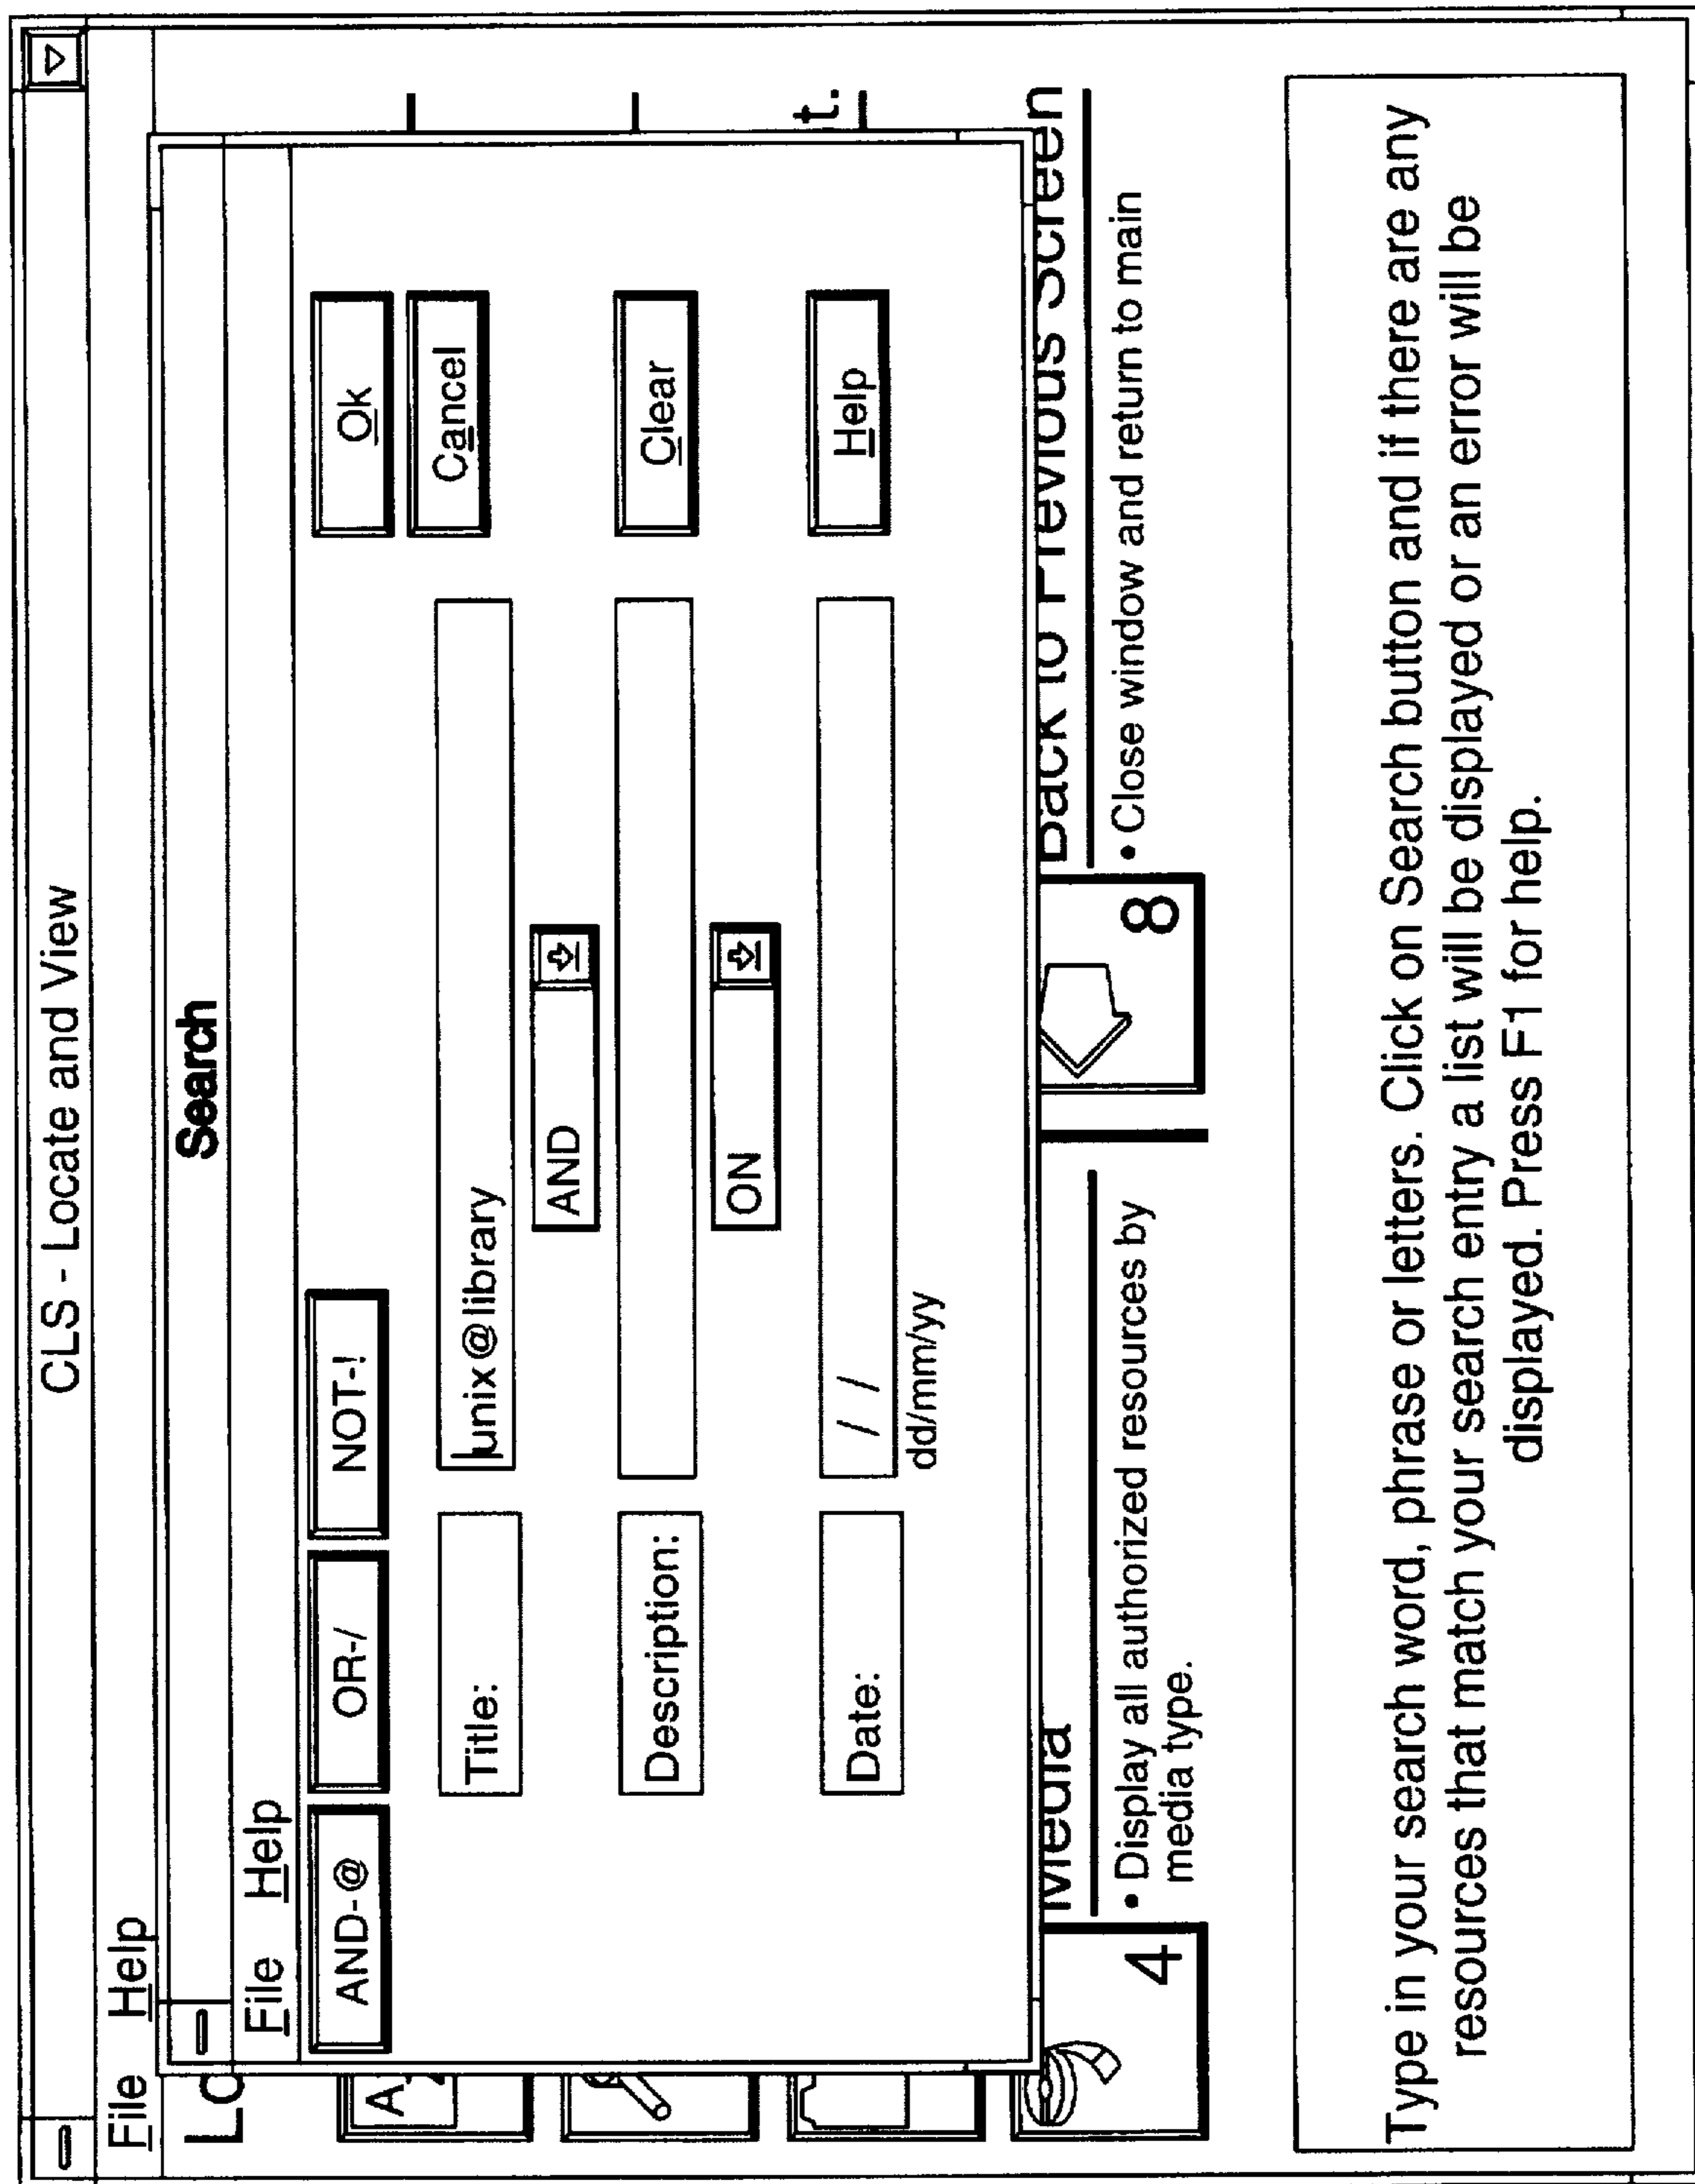 CLS - Locate and View
File Help
Search
File Help
AND-@ OR-/ NOT-! Ok
Cancel
Title: unix@library
AND
Description: Clear
ON
Date: / / Help
dd/mm/yy
A
t.
Media Back to Previous Screen
4 • Display all authorized resources by
media type.
8 • Close window and return to main
Type in your search word, phrase or letters. Click on Search button and if there are any
resources that match your search entry a list will be displayed or an error will be
displayed. Press F1 for help.